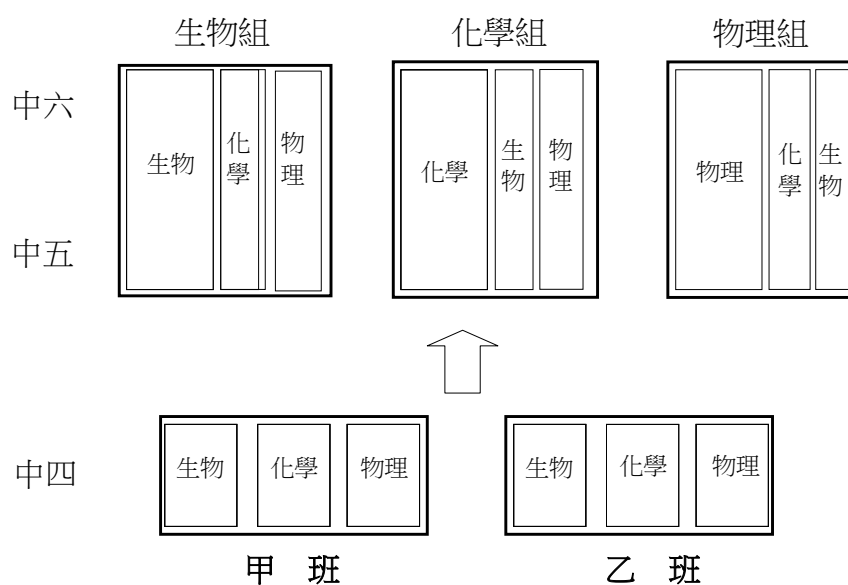 生物組 化學組 物理組
中六
生物 化學 物理 化學 生物 物理 物理 化學 生物
中五
中四
生物 化學 物理 生物 化學 物理
甲 班 乙 班